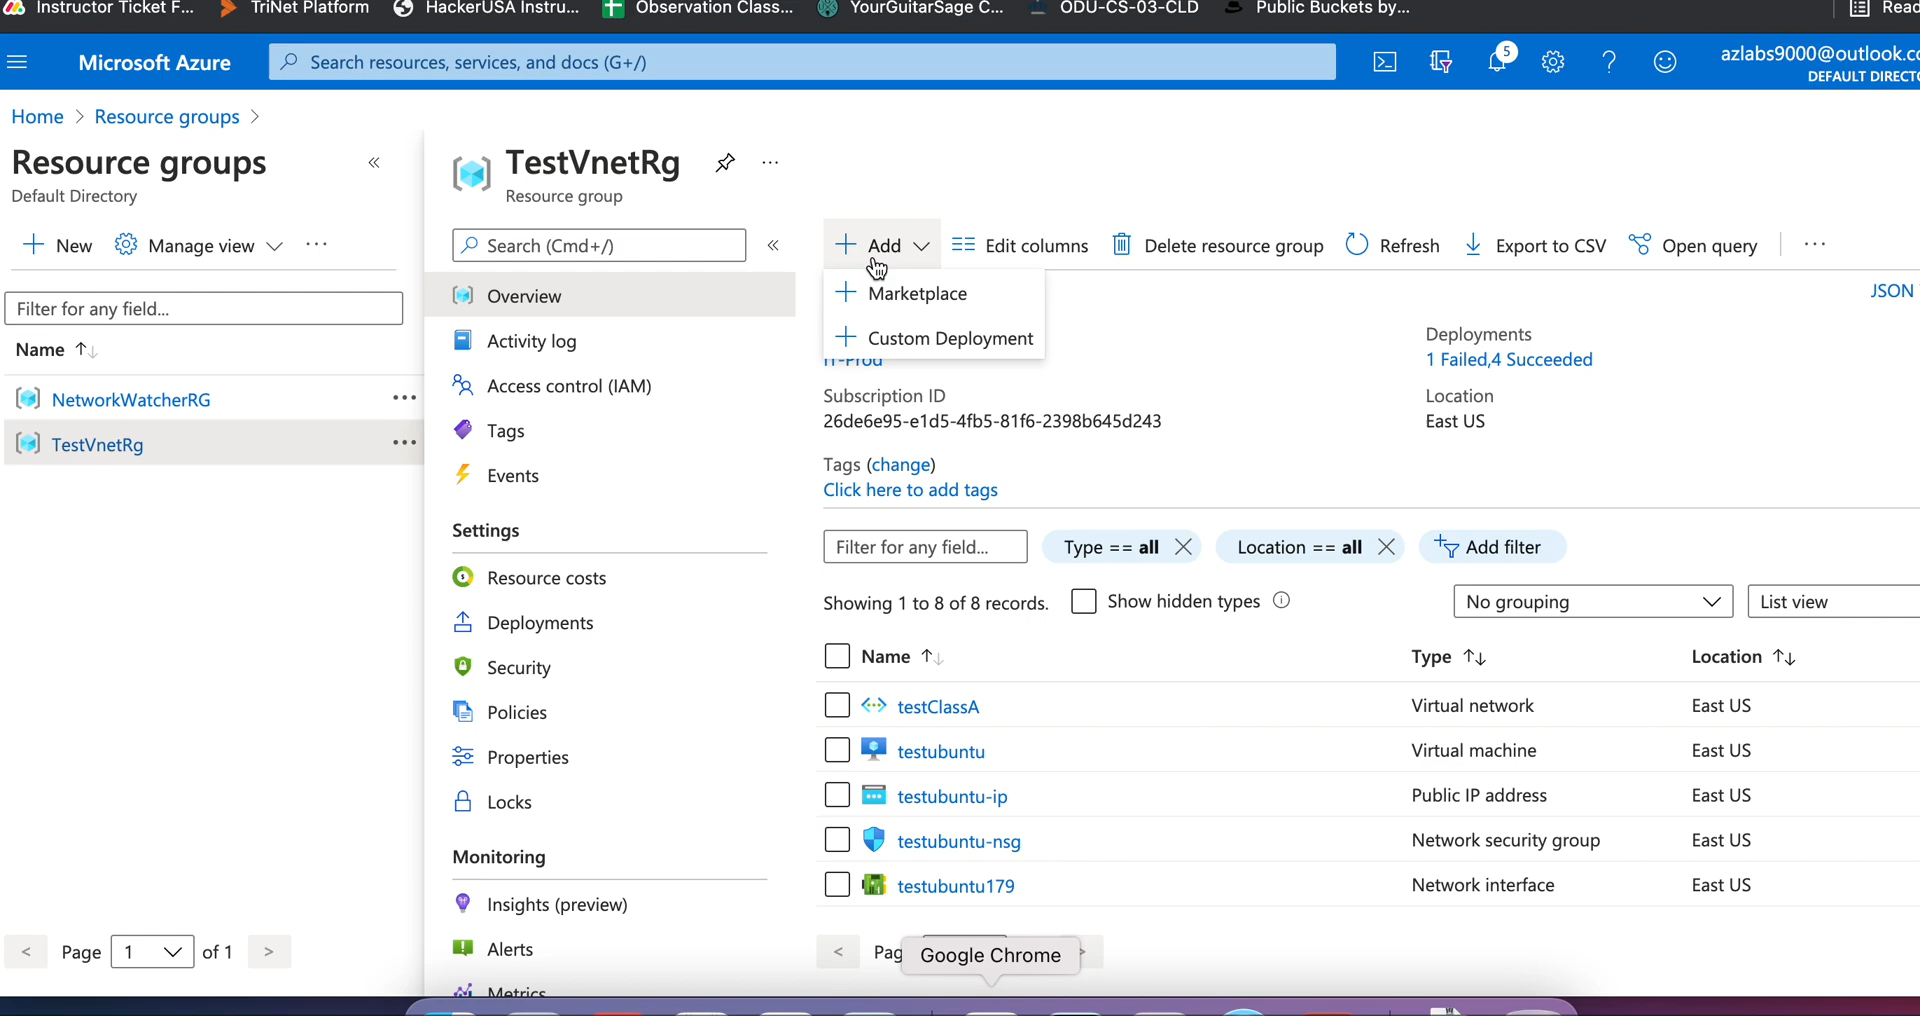 Instructor Ticket F...
TriNet Platform
HackerUSA Instru...
Observation Class...
YourGuitarSage C...
ODU-CS-03-CLD
Public Buckets by...
Microsoft Azure
Search resources, services, and docs (G+/)
5
azlabs9000@outlook.co
DEFAULT DIRECTO
Home > Resource groups >
Resource groups
Default Directory
New
Manage view
Filter for any field...
Name
NetworkWatcherRG
TestVnetRg
< Page 1 of 1 >
TestVnetRg
Resource group
Search (Cmd+/)
Overview
Activity log
Access control (IAM)
Tags
Events
Settings
Resource costs
Deployments
Security
Policies
Properties
Locks
Monitoring
Insights (preview)
Alerts
Metrics
Add
Edit columns
Delete resource group
Refresh
Export to CSV
Open query
Marketplace
Custom Deployment
JSON
IT-Prod
Deployments
1 Failed,4 Succeeded
Subscription ID
26de6e95-e1d5-4fb5-81f6-2398b645d243
Location
East US
Tags (change)
Click here to add tags
Filter for any field...
Type == all
Location == all
Add filter
Showing 1 to 8 of 8 records.
Show hidden types
No grouping
List view
Name Type Location
testClassA Virtual network East US
testubuntu Virtual machine East US
testubuntu-ip Public IP address East US
testubuntu-nsg Network security group East US
testubuntu179 Network interface East US
Google Chrome